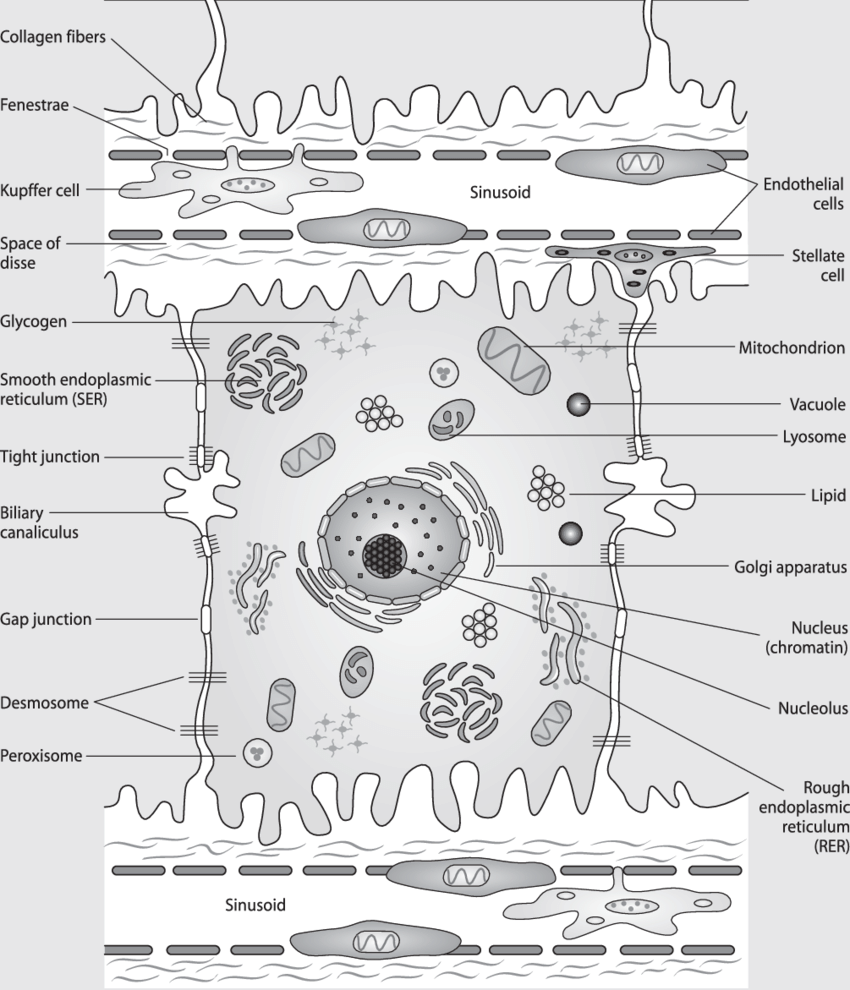 Collagen fibers
Fenestrae
Kupffer cell
Sinusoid
Endothelial
cells
Space of
disse
Stellate
cell
Glycogen
Mitochondrion
Smooth endoplasmic
reticulum (SER)
Vacuole
Lyosome
Tight junction
Lipid
Biliary
canaliculus
Golgi apparatus
Gap junction
Nucleus
(chromatin)
Desmosome
Nucleolus
Peroxisome
Rough
endoplasmic
reticulum
(RER)
Sinusoid